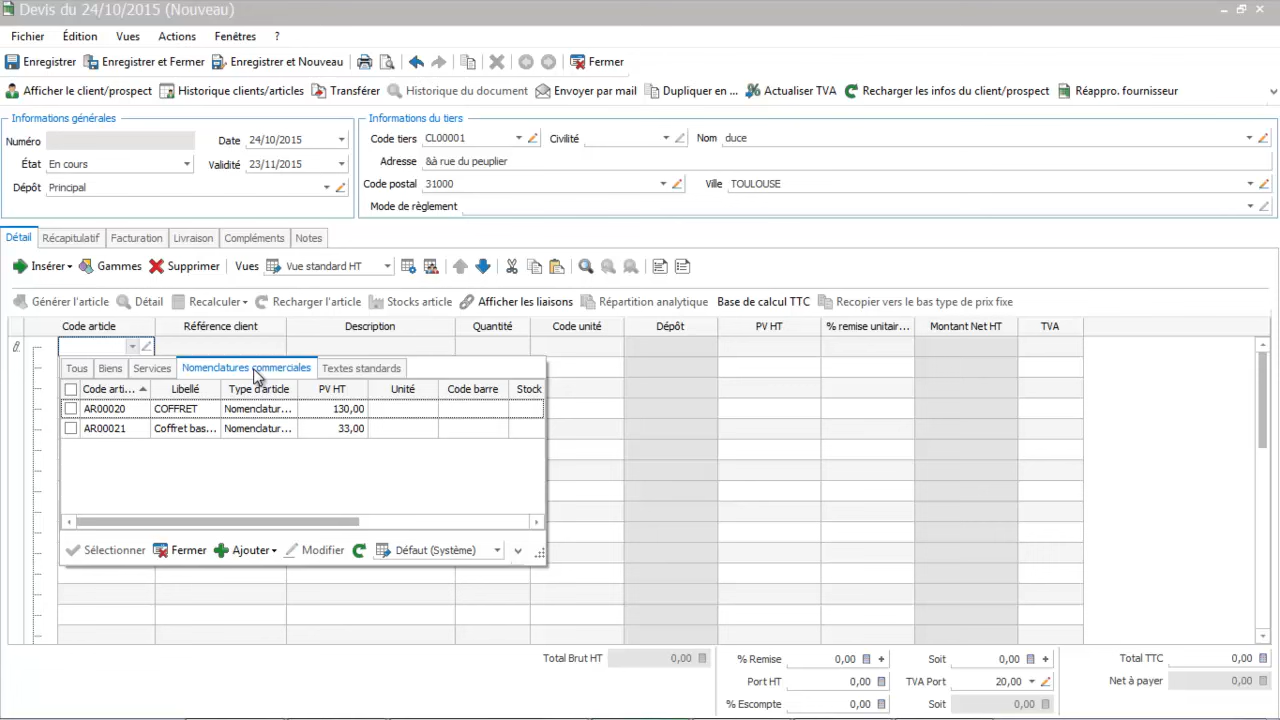 Devis du 24/10/2015 (Nouveau)
Fichier Édition Vues Actions Fenêtres ?
Enregistrer Enregistrer et Fermer Enregistrer et Nouveau Fermer
Afficher le client/prospect Historique clients/articles Transférer Historique du document Envoyer par mail Dupliquer en ... Actualiser TVA Recharger les infos du client/prospect Réappro. fournisseur
Informations générales
Numéro Date 24/10/2015
État En cours Validité 23/11/2015
Dépôt Principal
Informations du tiers
Code tiers CL00001 Civilité Nom duce
Adresse &à rue du peuplier
Code postal 31000 Ville TOULOUSE
Mode de règlement
Détail Récapitulatif Facturation Livraison Compléments Notes
Insérer Gammes Supprimer Vues Vue standard HT
Générer l'article Détail Recalculer Recharger l'article Stocks article Afficher les liaisons Répartition analytique Base de calcul TTC Recopier vers le bas type de prix fixe
Code article Référence client Description Quantité Code unité Dépôt PV HT % remise unitair... Montant Net HT TVA
Tous Biens Services Nomenclatures commerciales Textes standards
Code arti... Libellé Type d'article PV HT Unité Code barre Stock
AR00020 COFFRET Nomenclatur... 130,00
AR00021 Coffret bas... Nomenclatur... 33,00
Sélectionner Fermer Ajouter Modifier Défaut (Système)
Total Brut HT 0,00 % Remise 0,00 Soit 0,00 Total TTC 0,00
Port HT 0,00 TVA Port 20,00 Net à payer 0,00
% Escompte 0,00 Soit 0,00